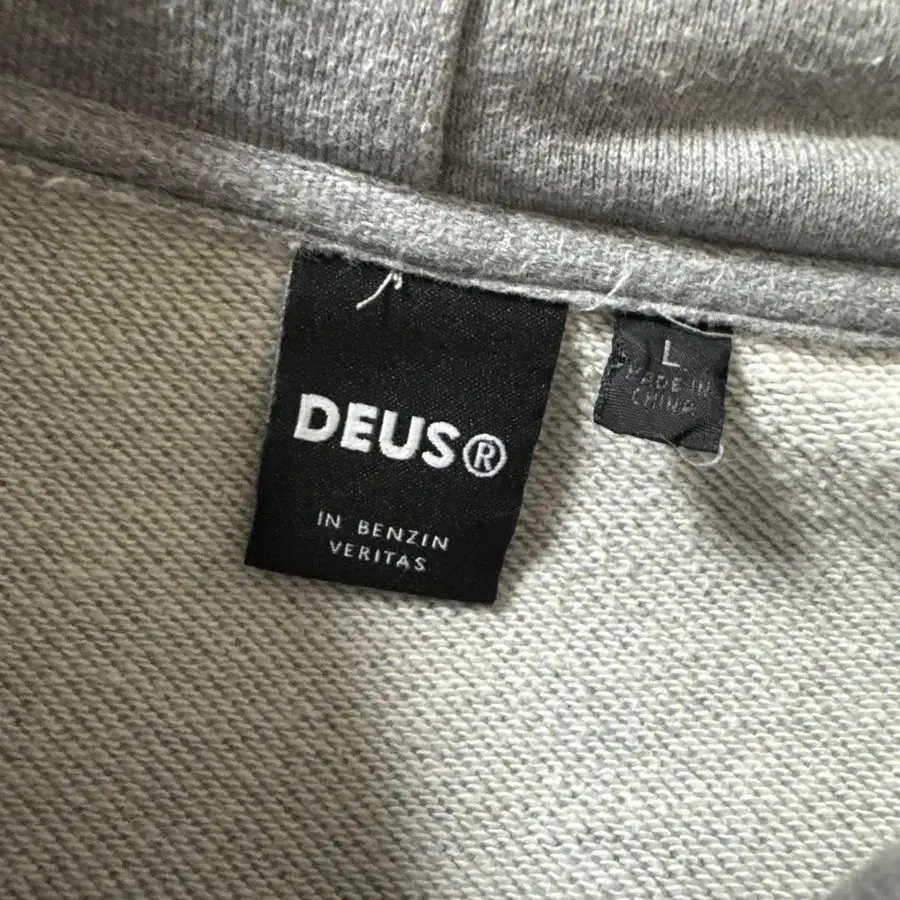 DEUS®
IN BENZIN
VERITAS
L
MADE IN
CHINA